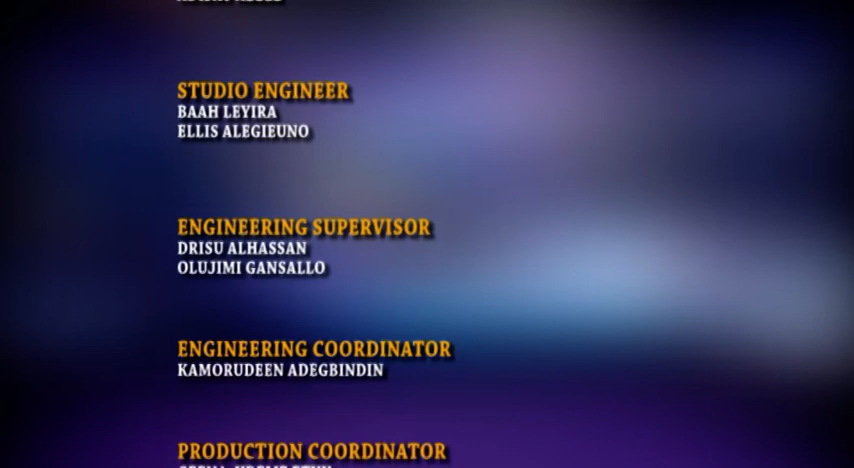 STUDIO ENGINEER
BAAH LEYIRA
ELLIS ALEGIEUNO
ENGINEERING SUPERVISOR
DRISU ALHASSAN
OLUJIMI GANSALLO
ENGINEERING COORDINATOR
KAMORUDEEN ADEGBINDIN
PRODUCTION COORDINATOR